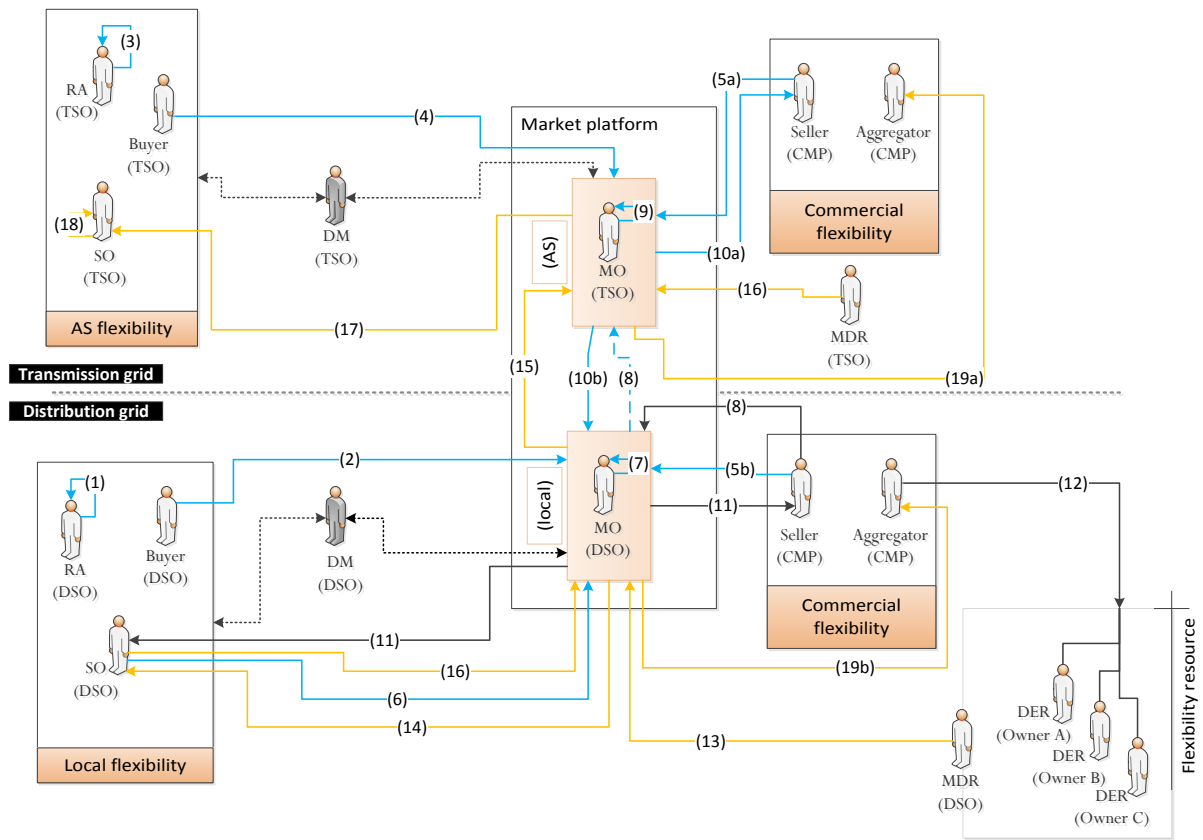 (3)
RA
(TSO)
Buyer
(TSO)
(18)
SO
(TSO)
AS flexibility
(4)
DM
(TSO)
(17)
Market platform
(AS)
(9)
MO
(TSO)
(5a)
(10a)
Seller
(CMP)
Aggregator
(CMP)
Commercial
flexibility
(16)
MDR
(TSO)
(19a)
(15)
(10b)
(8)
Transmission grid
Distribution grid
(1)
RA
(DSO)
Buyer
(DSO)
SO
(DSO)
Local flexibility
(2)
DM
(DSO)
(11)
(16)
(6)
(14)
(local)
(7)
MO
(DSO)
(8)
(5b)
(11)
Seller
(CMP)
Aggregator
(CMP)
Commercial
flexibility
(12)
(19b)
(13)
MDR
(DSO)
DER
(Owner A)
DER
(Owner B)
DER
(Owner C)
Flexibility resource